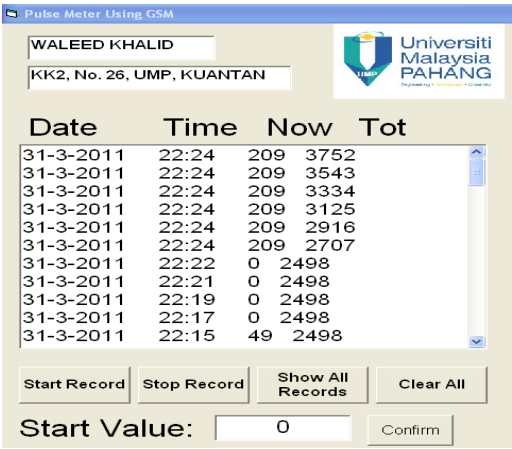 Pulse Meter Using GSM
WALEED KHALID
KK2, No. 26, UMP, KUANTAN
Universiti
Malaysia
PAHANG
UMP
Date Time Now Tot
31-3-2011 22:24 209 3752
31-3-2011 22:24 209 3543
31-3-2011 22:24 209 3334
31-3-2011 22:24 209 3125
31-3-2011 22:24 209 2916
31-3-2011 22:24 209 2707
31-3-2011 22:22 0 2498
31-3-2011 22:21 0 2498
31-3-2011 22:19 0 2498
31-3-2011 22:17 0 2498
31-3-2011 22:15 49 2498
Start Record Stop Record Show All Records Clear All
Start Value: 0 Confirm